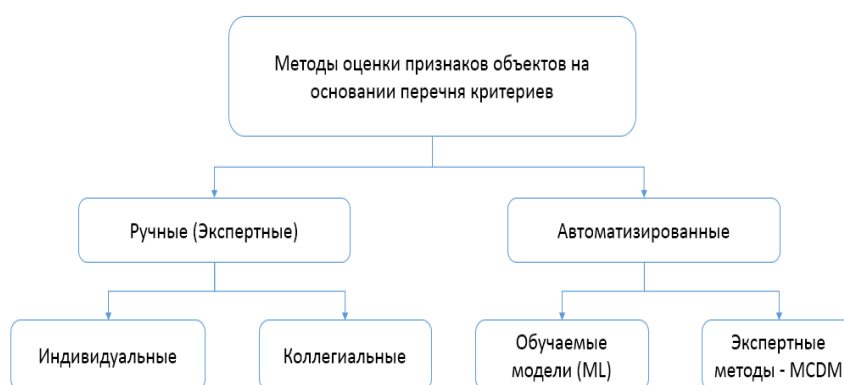 Методы оценки признаков объектов на
основании перечня критериев
Ручные (Экспертные)
Автоматизированные
Индивидуальные
Коллегиальные
Обучаемые
модели (ML)
Экспертные
методы - MCDM